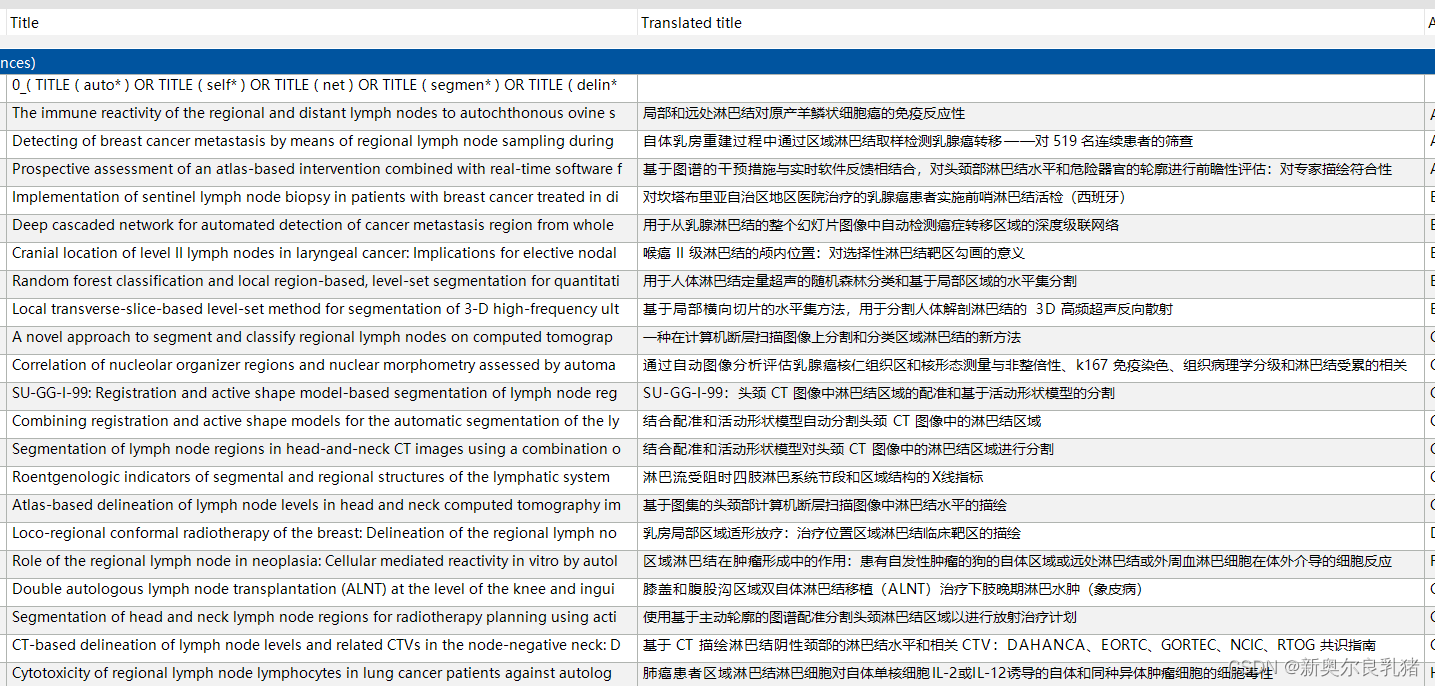 Title Translated title A
nces)
0_( TITLE ( auto* ) OR TITLE ( self* ) OR TITLE ( net ) OR TITLE ( segmen* ) OR TITLE ( delin*
The immune reactivity of the regional and distant lymph nodes to autochthonous ovine s 局部和远处淋巴结对原产羊鳞状细胞癌的免疫反应性
Detecting of breast cancer metastasis by means of regional lymph node sampling during 自体乳房重建过程中通过区域淋巴结取样检测乳腺癌转移——对 519 名连续患者的筛查
Prospective assessment of an atlas-based intervention combined with real-time software f 基于图谱的干预措施与实时软件反馈相结合，对头颈部淋巴结水平和危险器官的轮廓进行前瞻性评估：对专家描绘符合性
Implementation of sentinel lymph node biopsy in patients with breast cancer treated in di 对坎塔布里亚自治区地区医院治疗的乳腺癌患者实施前哨淋巴结活检（西班牙）
Deep cascaded network for automated detection of cancer metastasis region from whole 用于从乳腺淋巴结的整个幻灯片图像中自动检测癌症转移区域的深度级联网络
Cranial location of level II lymph nodes in laryngeal cancer: Implications for elective nodal 喉癌 II 级淋巴结的颅内位置：对选择性淋巴结靶区勾画的意义
Random forest classification and local region-based, level-set segmentation for quantitati 用于人体淋巴结定量超声的随机森林分类和基于局部区域的水平集分割
Local transverse-slice-based level-set method for segmentation of 3-D high-frequency ult 基于局部横向切片的水平集方法，用于分割人体解剖淋巴结的 3D 高频超声反向散射
A novel approach to segment and classify regional lymph nodes on computed tomograp 一种在计算机断层扫描图像上分割和分类区域淋巴结的新方法
Correlation of nucleolar organizer regions and nuclear morphometry assessed by automa 通过自动图像分析评估乳腺癌核仁组织区和核形态测量与非整倍性、k167 免疫染色、组织病理学分级和淋巴结受累的相关
SU-GG-I-99: Registration and active shape model-based segmentation of lymph node reg SU-GG-I-99：头颈 CT 图像中淋巴结区域的配准和基于活动形状模型的分割
Combining registration and active shape models for the automatic segmentation of the ly 结合配准和活动形状模型自动分割头颈 CT 图像中的淋巴结区域
Segmentation of lymph node regions in head-and-neck CT images using a combination o 结合配准和活动形状模型对头颈 CT 图像中的淋巴结区域进行分割
Roentgenologic indicators of segmental and regional structures of the lymphatic system 淋巴流受阻时四肢淋巴系统节段和区域结构的X线指标
Atlas-based delineation of lymph node levels in head and neck computed tomography im 基于图集的头颈部计算机断层扫描图像中淋巴结水平的描绘
Loco-regional conformal radiotherapy of the breast: Delineation of the regional lymph no 乳房局部区域适形放疗：治疗位置区域淋巴结临床靶区的描绘
Role of the regional lymph node in neoplasia: Cellular mediated reactivity in vitro by autol 区域淋巴结在肿瘤形成中的作用：患有自发性肿瘤的狗的自体区域或远处淋巴结或外周血淋巴细胞在体外介导的细胞反应
Double autologous lymph node transplantation (ALNT) at the level of the knee and ingui 膝盖和腹股沟区域双自体淋巴结移植（ALNT）治疗下肢晚期淋巴水肿（象皮病）
Segmentation of head and neck lymph node regions for radiotherapy planning using acti 使用基于主动轮廓的图谱配准分割头颈淋巴结区域以进行放射治疗计划
CT-based delineation of lymph node levels and related CTVs in the node-negative neck: D 基于 CT 描绘淋巴结阴性颈部的淋巴结水平和相关 CTV：DAHANCA、EORTC、GORTEC、NCIC、RTOG 共识指南
Cytotoxicity of regional lymph node lymphocytes in lung cancer patients against autolog 肺癌患者区域淋巴结淋巴细胞对自体单核细胞IL-2或IL-12诱导的自体和同种异体肿瘤细胞的细胞毒性
CSDN @新奥尔良乳猪